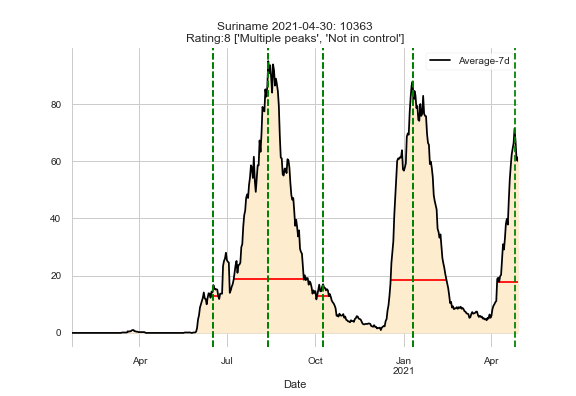 Suriname 2021-04-30: 10363
Rating:8 ['Multiple peaks', 'Not in control']
Average-7d
80
60
40
20
0
Apr
Jul
Oct
Jan
2021
Apr
Date